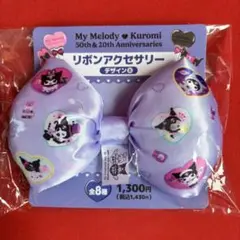 My Melody ♥ Kuromi
50th & 20th Anniversaries
リボンアクセサリー
デザイン
全8種
1,300円
(税込1,430円)